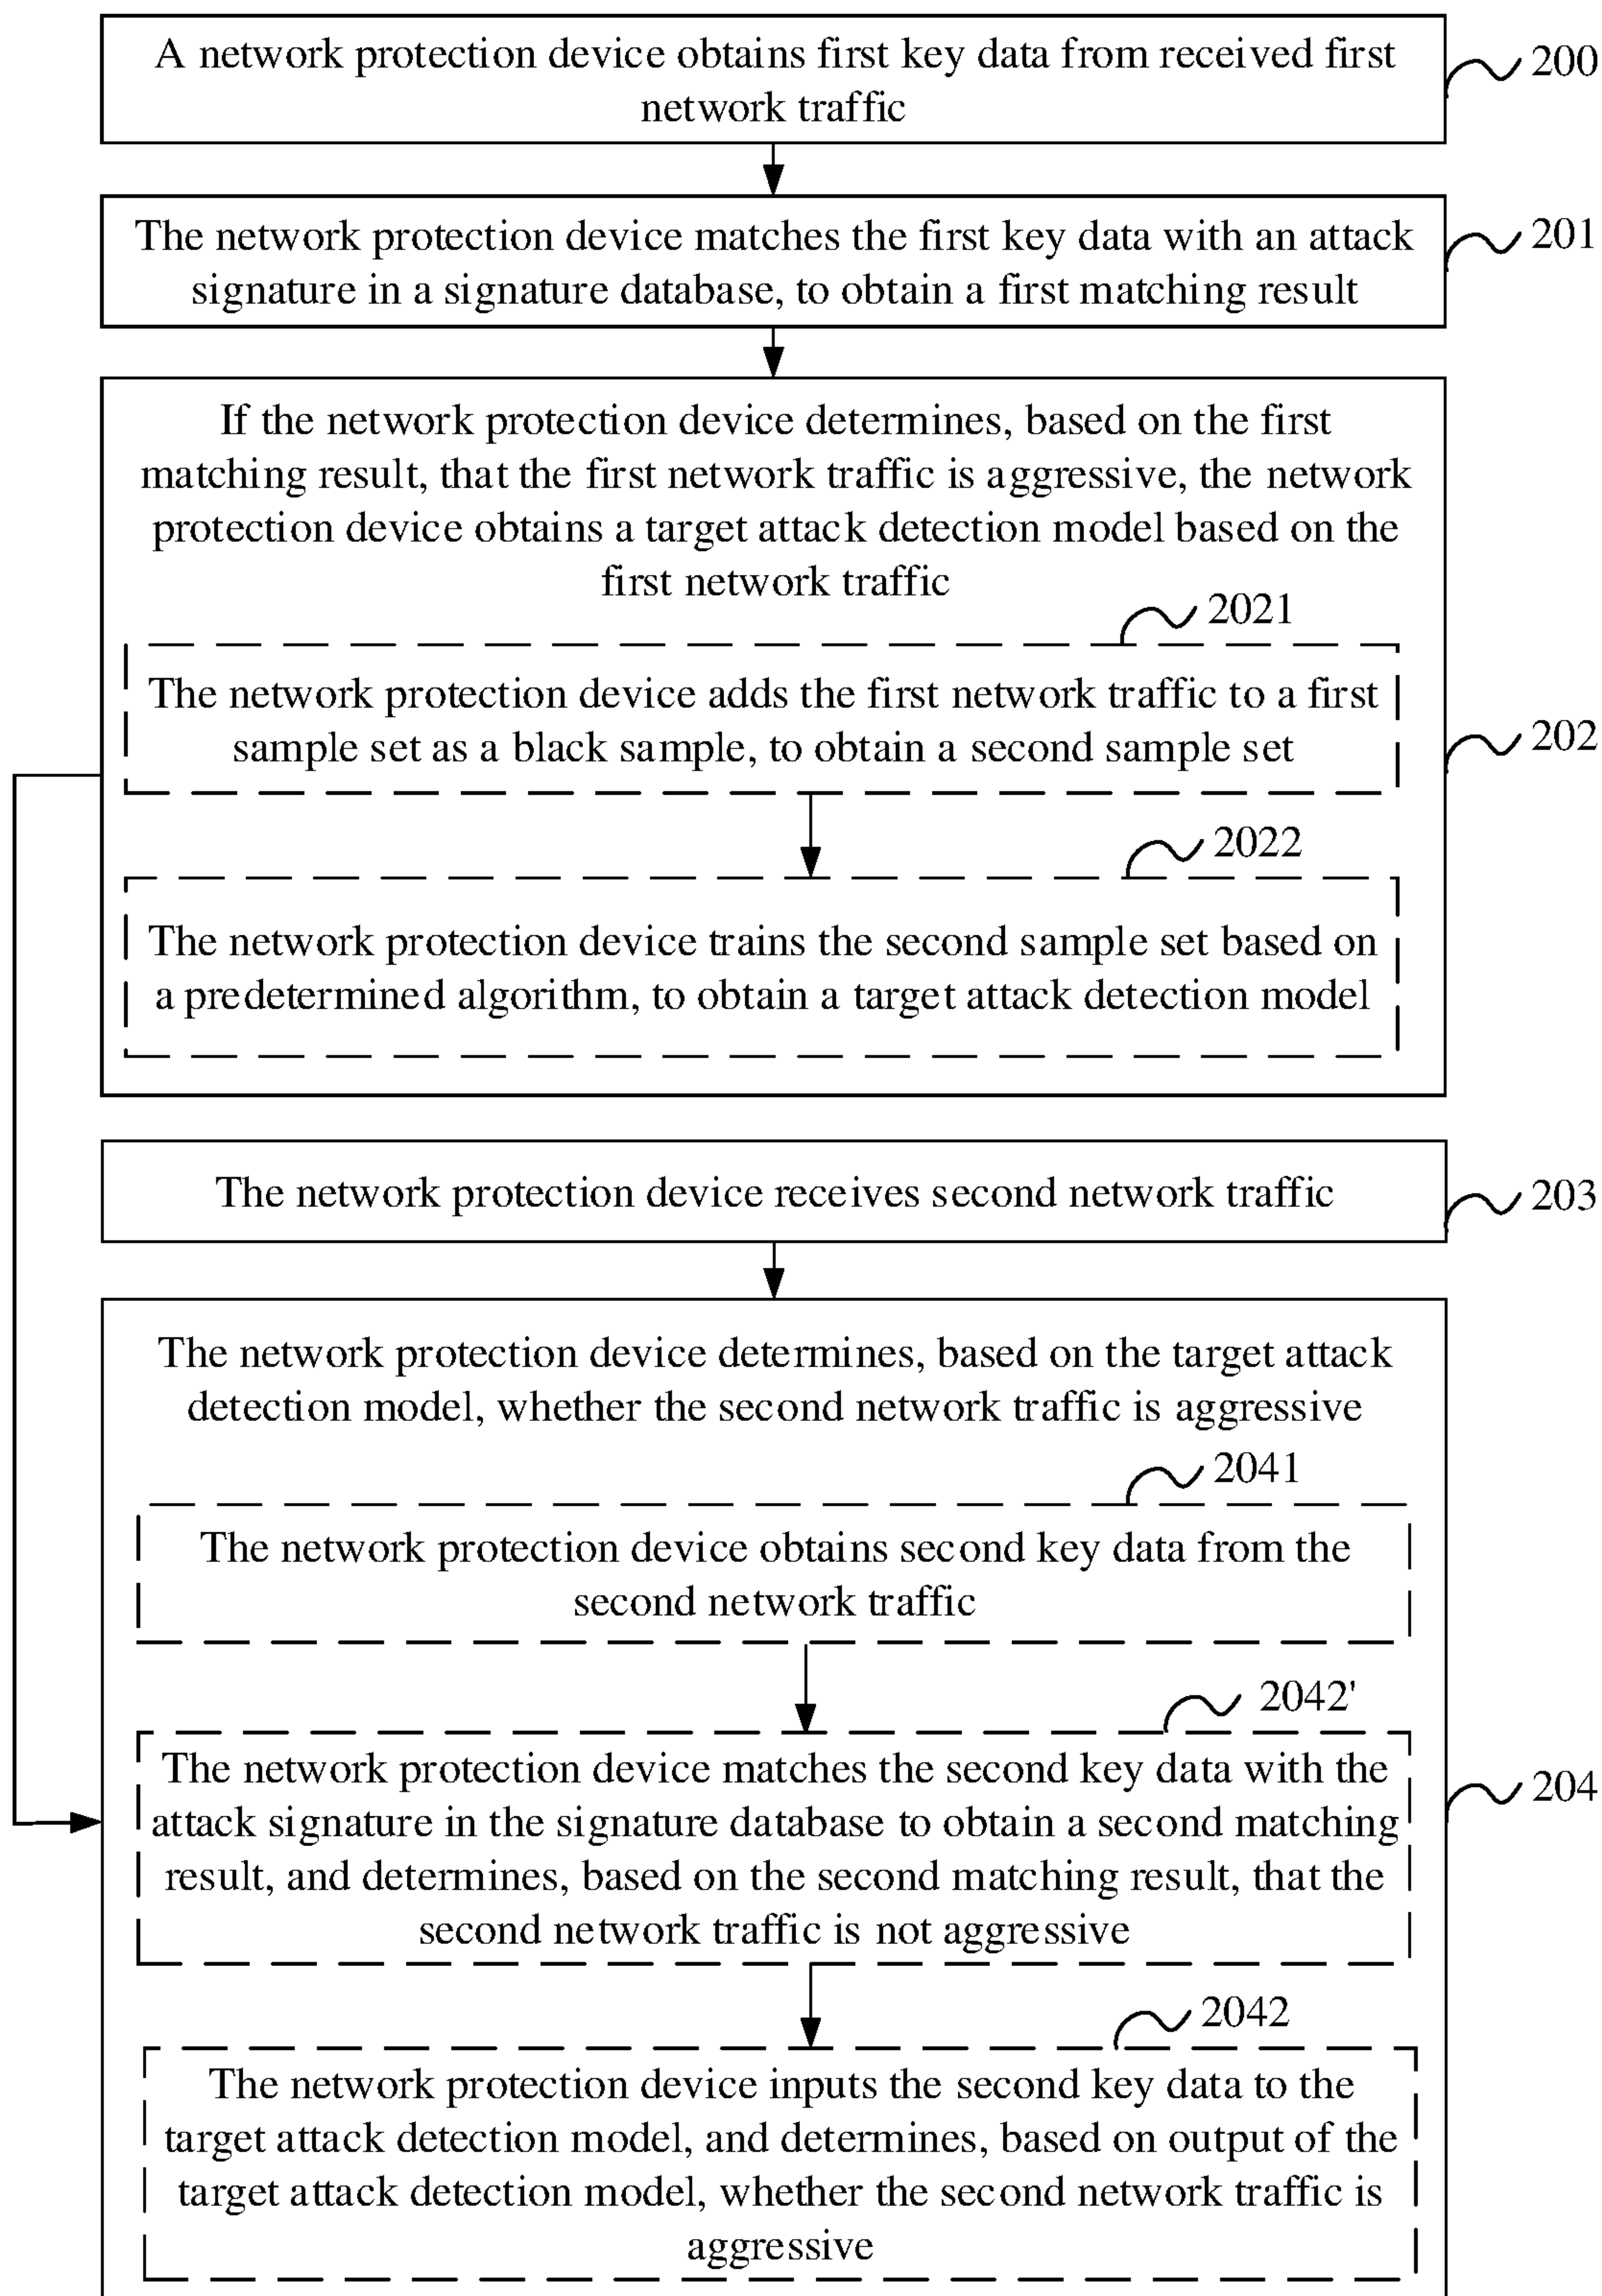 A network protection device obtains first key data from received first
network traffic
200
The network protection device matches the first key data with an attack
signature in a signature database, to obtain a first matching result
201
If the network protection device determines, based on the first
matching result, that the first network traffic is aggressive, the network
protection device obtains a target attack detection model based on the
first network traffic
2021
The network protection device adds the first network traffic to a first
sample set as a black sample, to obtain a second sample set
202
2022
The network protection device trains the second sample set based on
a predetermined algorithm, to obtain a target attack detection model
The network protection device receives second network traffic
203
The network protection device determines, based on the target attack
detection model, whether the second network traffic is aggressive
2041
The network protection device obtains second key data from the
second network traffic
2042'
The network protection device matches the second key data with the
attack signature in the signature database to obtain a second matching
result, and determines, based on the second matching result, that the
second network traffic is not aggressive
204
2042
The network protection device inputs the second key data to the
target attack detection model, and determines, based on output of the
target attack detection model, whether the second network traffic is
aggressive